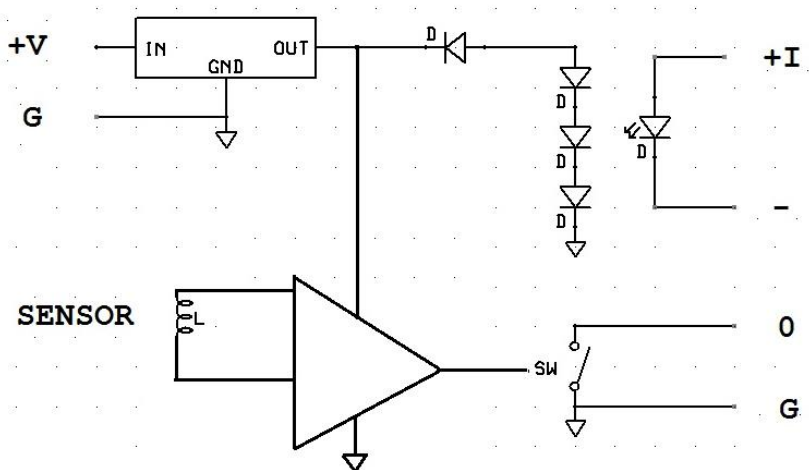 +V IN OUT D +I
GND
G
D
D D
D -
SENSOR L 0
SW
G